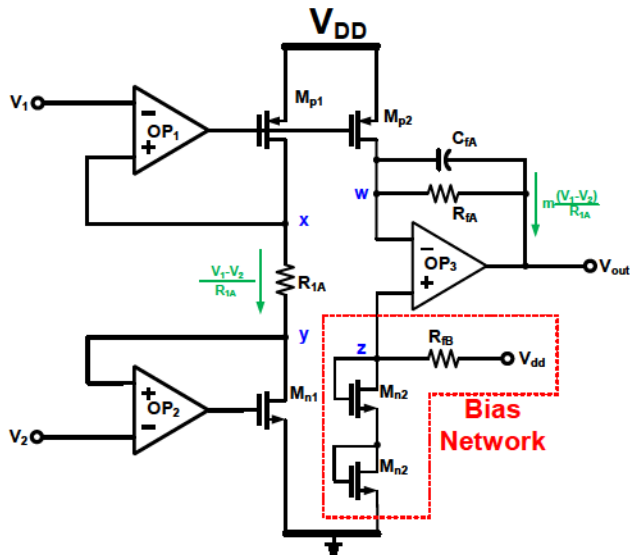 VDD
Mp1
Mp2
V1
OP1
CfA
RfA
w
m(V1-V2)
R1A
x
V1-V2
R1A
R1A
OP3
Vout
y
z
RfB
Vdd
Mn1
Mn2
OP2
V2
Mn2
Bias
Network